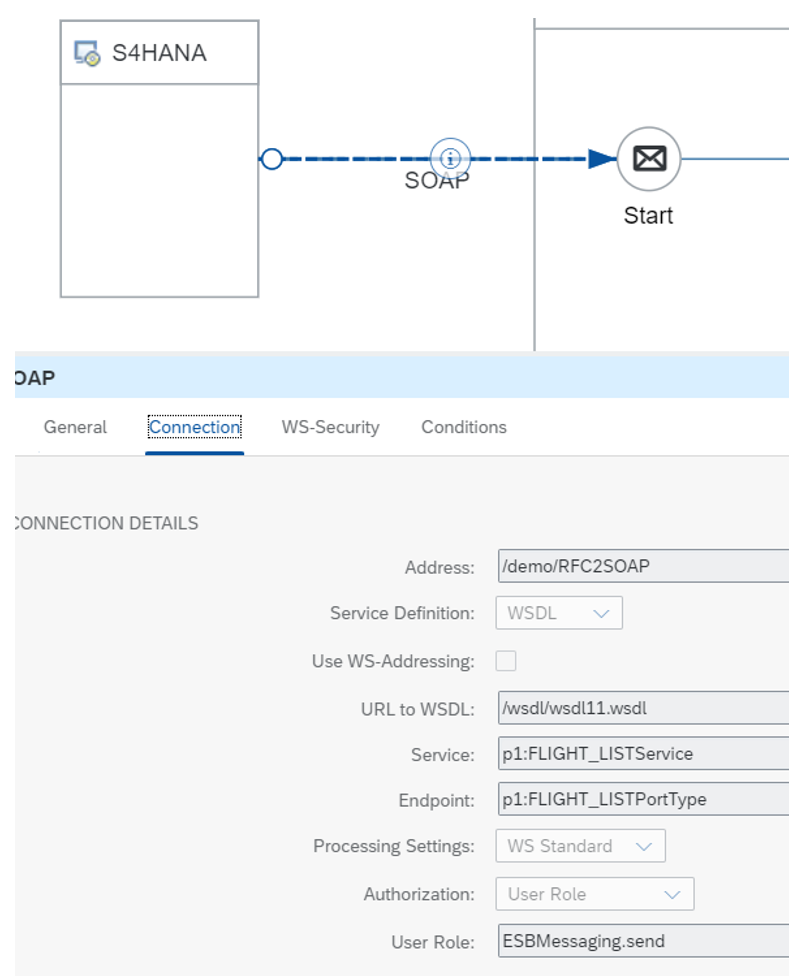 S4HANA
SOAP
Start
OAP
General Connection WS-Security Conditions
CONNECTION DETAILS
Address: /demo/RFC2SOAP
Service Definition: WSDL
Use WS-Addressing:
URL to WSDL: /wsdl/wsdl11.wsdl
Service: p1:FLIGHT_LISTService
Endpoint: p1:FLIGHT_LISTPortType
Processing Settings: WS Standard
Authorization: User Role
User Role: ESBMessaging.send